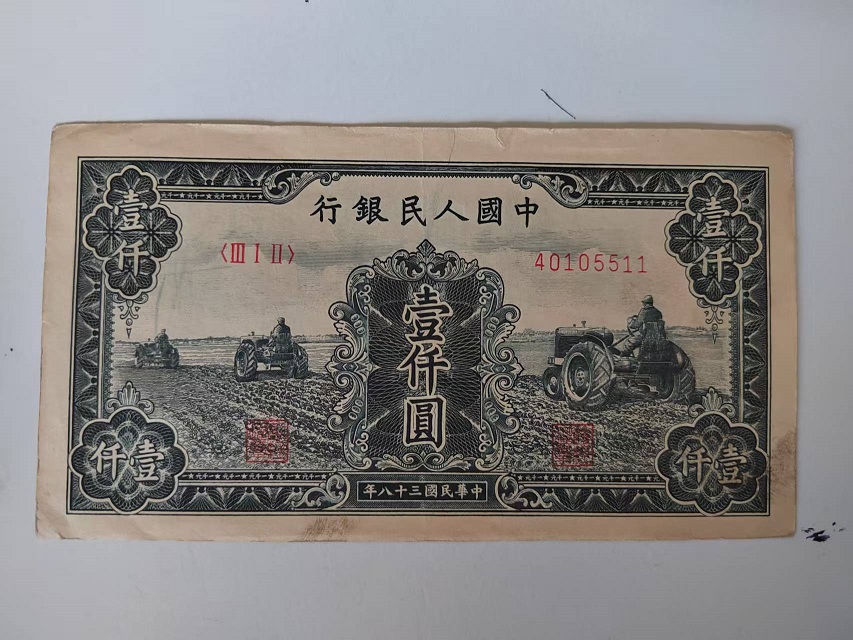 中國人民銀行
壹仟
壹仟
〈Ⅲ Ⅰ Ⅱ〉
40105511
壹仟圓
壹仟
壹仟
中華民國三十八年